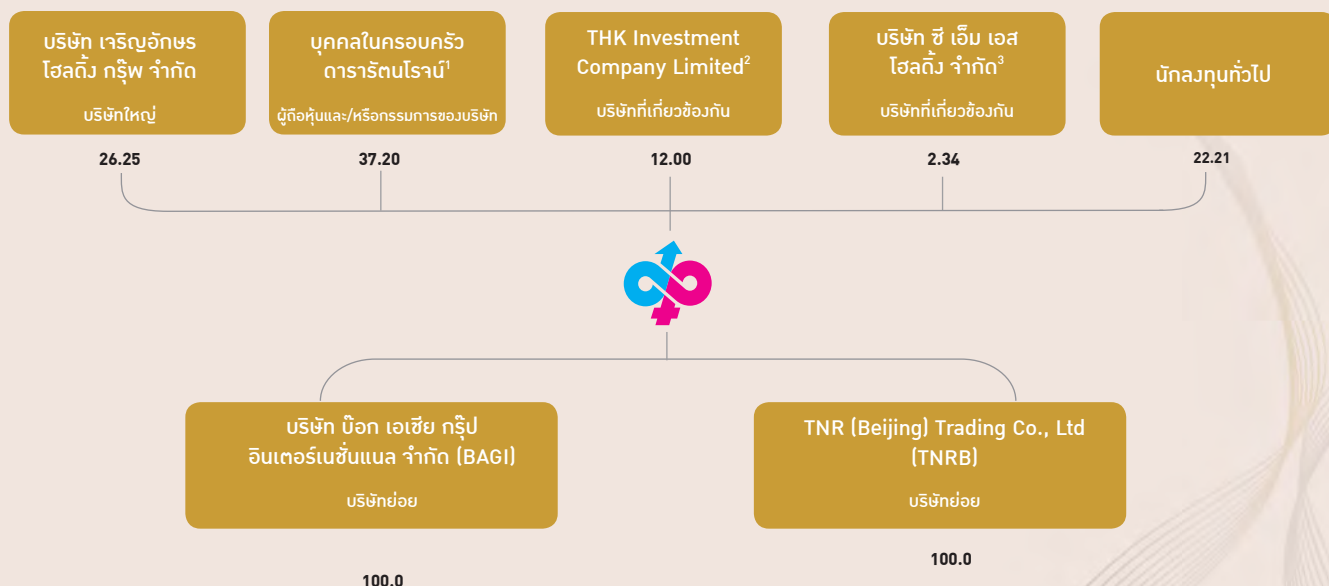 บริษัท เจริญอักษร
โฮลดิ้ง กรุ๊พ จำกัด
บริษัทใหญ่
26.25
บุคคลในครอบครัว
ดารารัตนโรจน์¹
ผู้ถือหุ้นและ/หรือกรรมการของบริษัท
37.20
THK Investment
Company Limited²
บริษัทที่เกี่ยวข้องกัน
12.00
บริษัท ซี เอ็ม เอส
โฮลดิ้ง จำกัด³
บริษัทที่เกี่ยวข้องกัน
2.34
นักลงทุนทั่วไป
22.21
บริษัท บ๊อก เอเซีย กรุ๊ป
อินเตอร์เนชั่นแนล จำกัด (BAGI)
บริษัทย่อย
100.0
TNR (Beijing) Trading Co., Ltd
(TNRB)
บริษัทย่อย
100.0